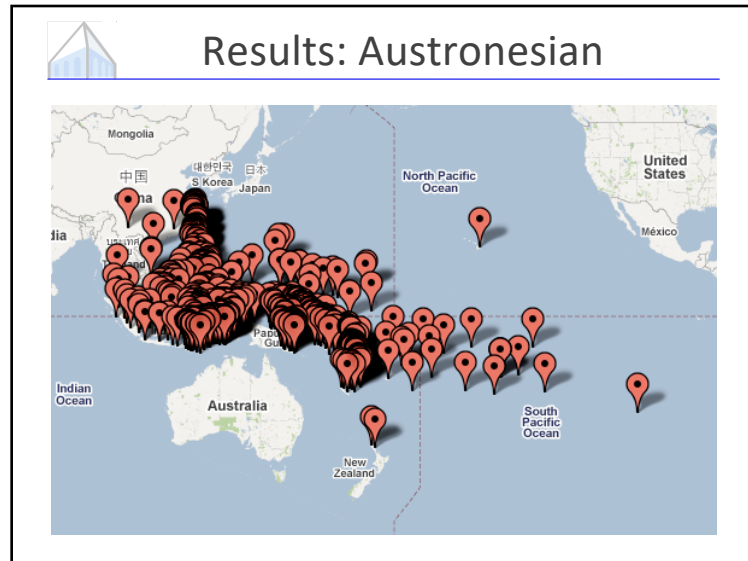 Results: Austronesian
Mongolia
中国
대한민국
S Korea
日本
Japan
North Pacific
Ocean
United
States
México
Indian
Ocean
Australia
South
Pacific
Ocean
New
Zealand